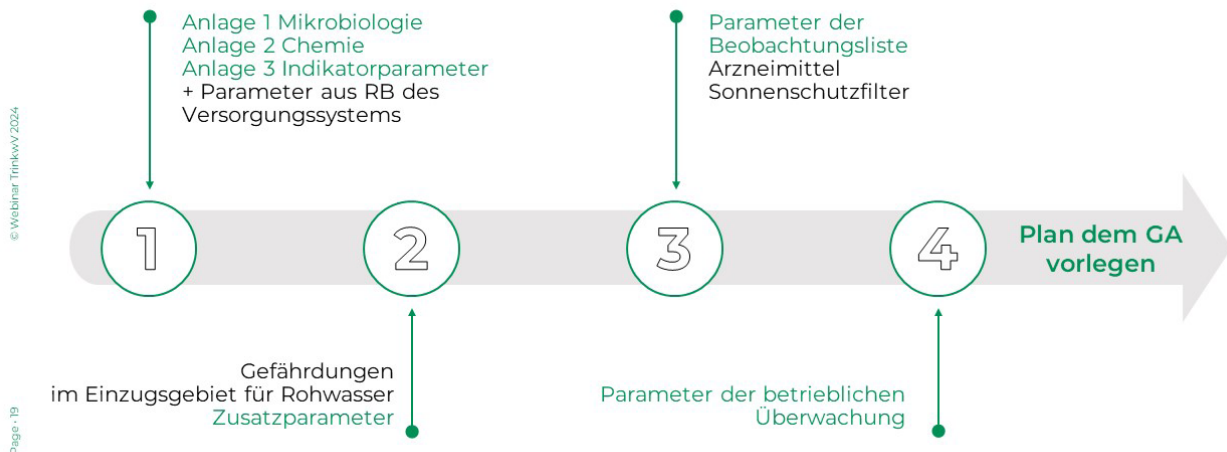 Anlage 1 Mikrobiologie
Anlage 2 Chemie
Anlage 3 Indikatorparameter
+ Parameter aus RB des
Versorgungssystems
Parameter der
Beobachtungsliste
Arzneimittel
Sonnenschutzfilter
© Webinar TrinkwV 2024
1
2
3
4
Plan dem GA
vorlegen
Gefährdungen
im Einzugsgebiet für Rohwasser
Zusatzparameter
Parameter der betrieblichen
Überwachung
Page • 19